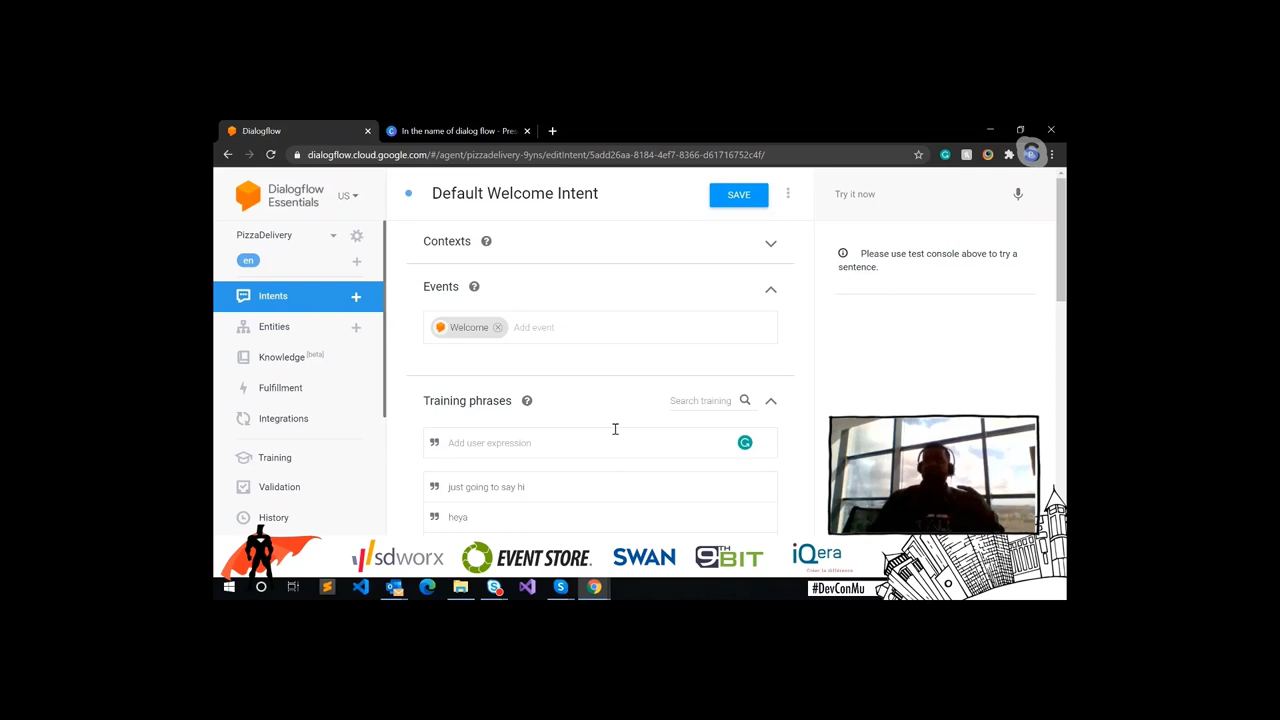 Dialogflow
In the name of dialog flow - Pres
dialogflow.cloud.google.com/#/agent/pizzadelivery-9yns/editIntent/5add26aa-8184-4ef7-8366-d61716752c4f/
Dialogflow
Essentials
US
Default Welcome Intent
SAVE
Try it now
PizzaDelivery
en
Contexts
Please use test console above to try a
sentence.
Events
Intents
Welcome
Add event
Entities
Knowledge [beta]
Fulfillment
Training phrases
Search training
Integrations
Add user expression
Training
just going to say hi
Validation
heya
History
sdworx
EVENT STORE.
SWAN
9TH BIT
iQera
#DevConMu